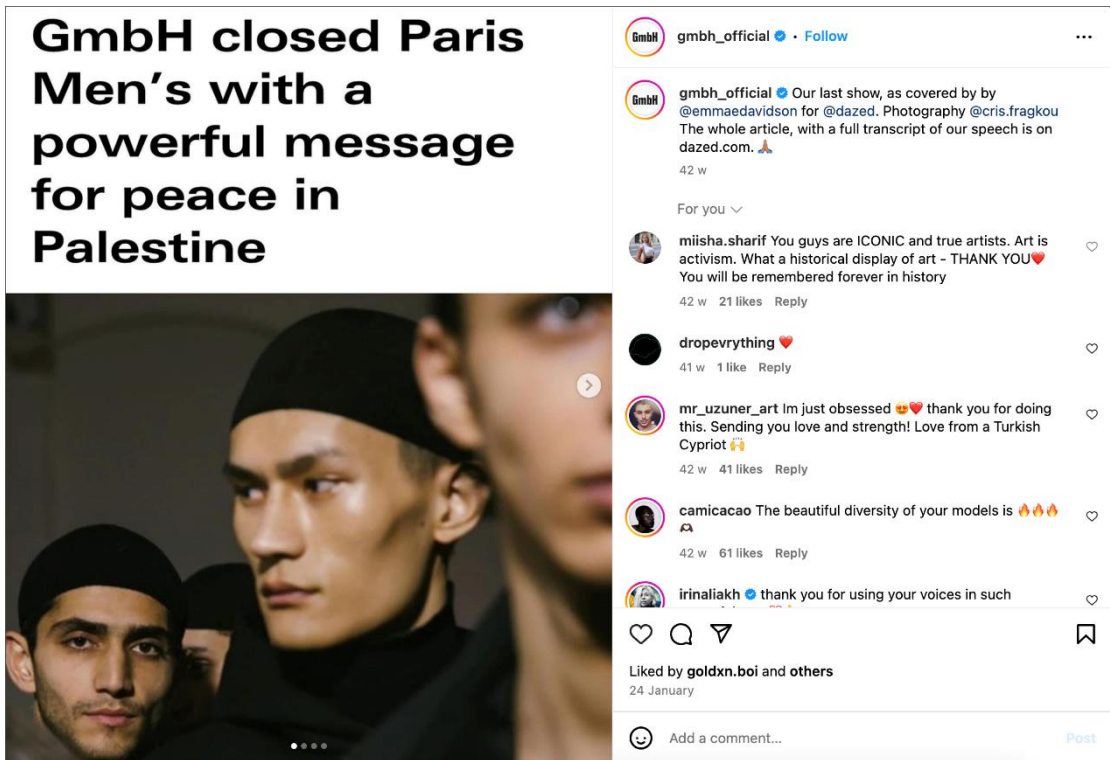 GmbH closed Paris
Men's with a
powerful message
for peace in
Palestine
GmbH
gmbh_official • Follow
GmbH
gmbh_official Our last show, as covered by by
@emmaedavidson for @dazed. Photography @cris.fragkou
The whole article, with a full transcript of our speech is on
dazed.com. 🙏🏽
42 w
For you
miisha.sharif You guys are ICONIC and true artists. Art is
activism. What a historical display of art - THANK YOU❤️
You will be remembered forever in history
42 w 21 likes Reply
dropevrything ❤️
41 w 1 like Reply
mr_uzuner_art Im just obsessed 😍❤️ thank you for doing
this. Sending you love and strength! Love from a Turkish
Cypriot 🙌
42 w 41 likes Reply
camicacao The beautiful diversity of your models is 🔥🔥🔥
🫶🏿
42 w 61 likes Reply
irinaliakh thank you for using your voices in such
Liked by goldxn.boi and others
24 January
Add a comment...
Post